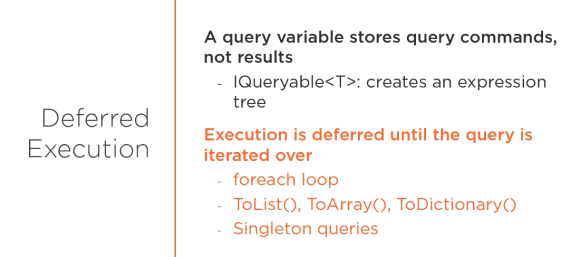 Deferred
Execution
A query variable stores query commands,
not results
- IQueryable<T>: creates an expression
tree
Execution is deferred until the query is
iterated over
- foreach loop
- ToList(), ToArray(), ToDictionary()
- Singleton queries